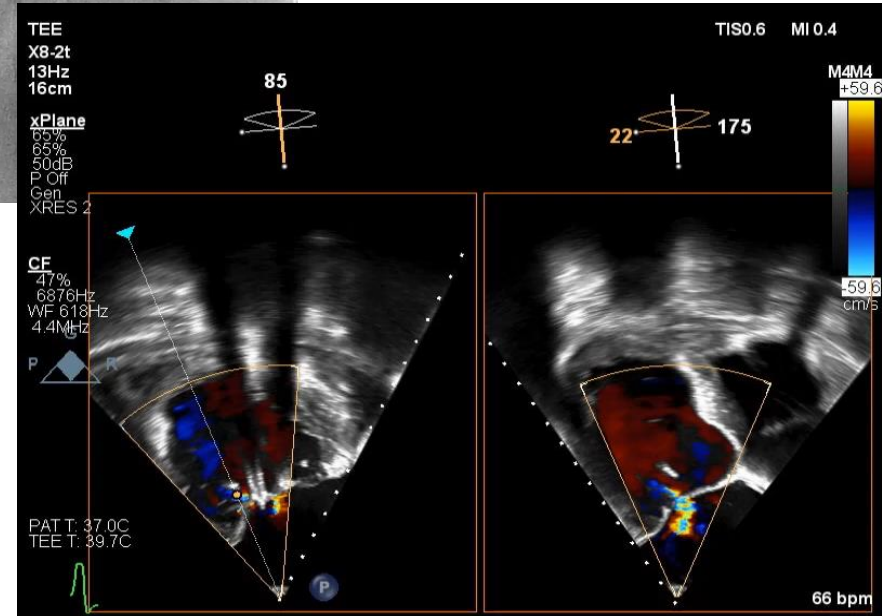 TEE
X8-2t
13Hz
16cm
TIS0.6 MI 0.4
M4M4
+59.6
-59.6
cm/s
85
22 175
xPlane
65%
65%
50dB
P Off
Gen
XRES 2
CF
47%
6876Hz
WF 618Hz
4.4MHz
G
P R
PAT T: 37.0C
TEE T: 39.7C
P
66 bpm